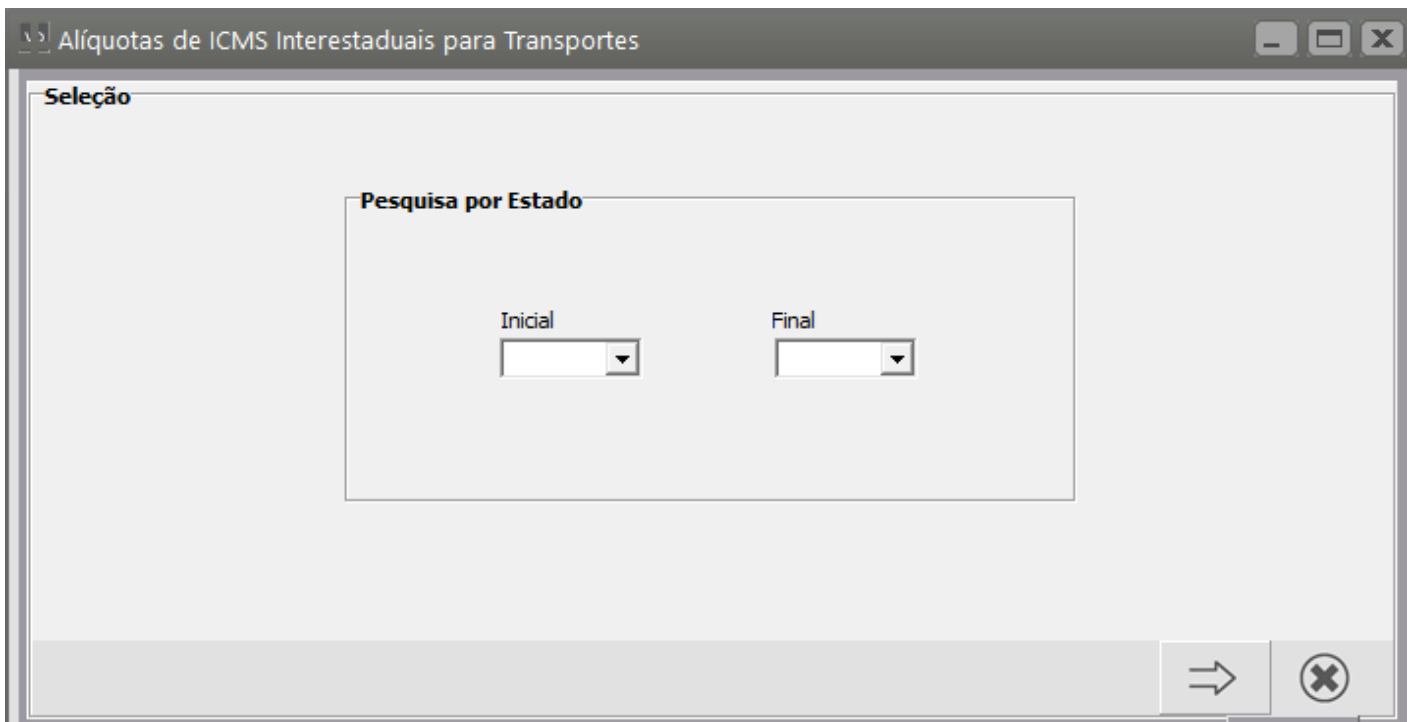 Alíquotas de ICMS Interestaduais para Transportes
Seleção
Pesquisa por Estado
Inicial Final